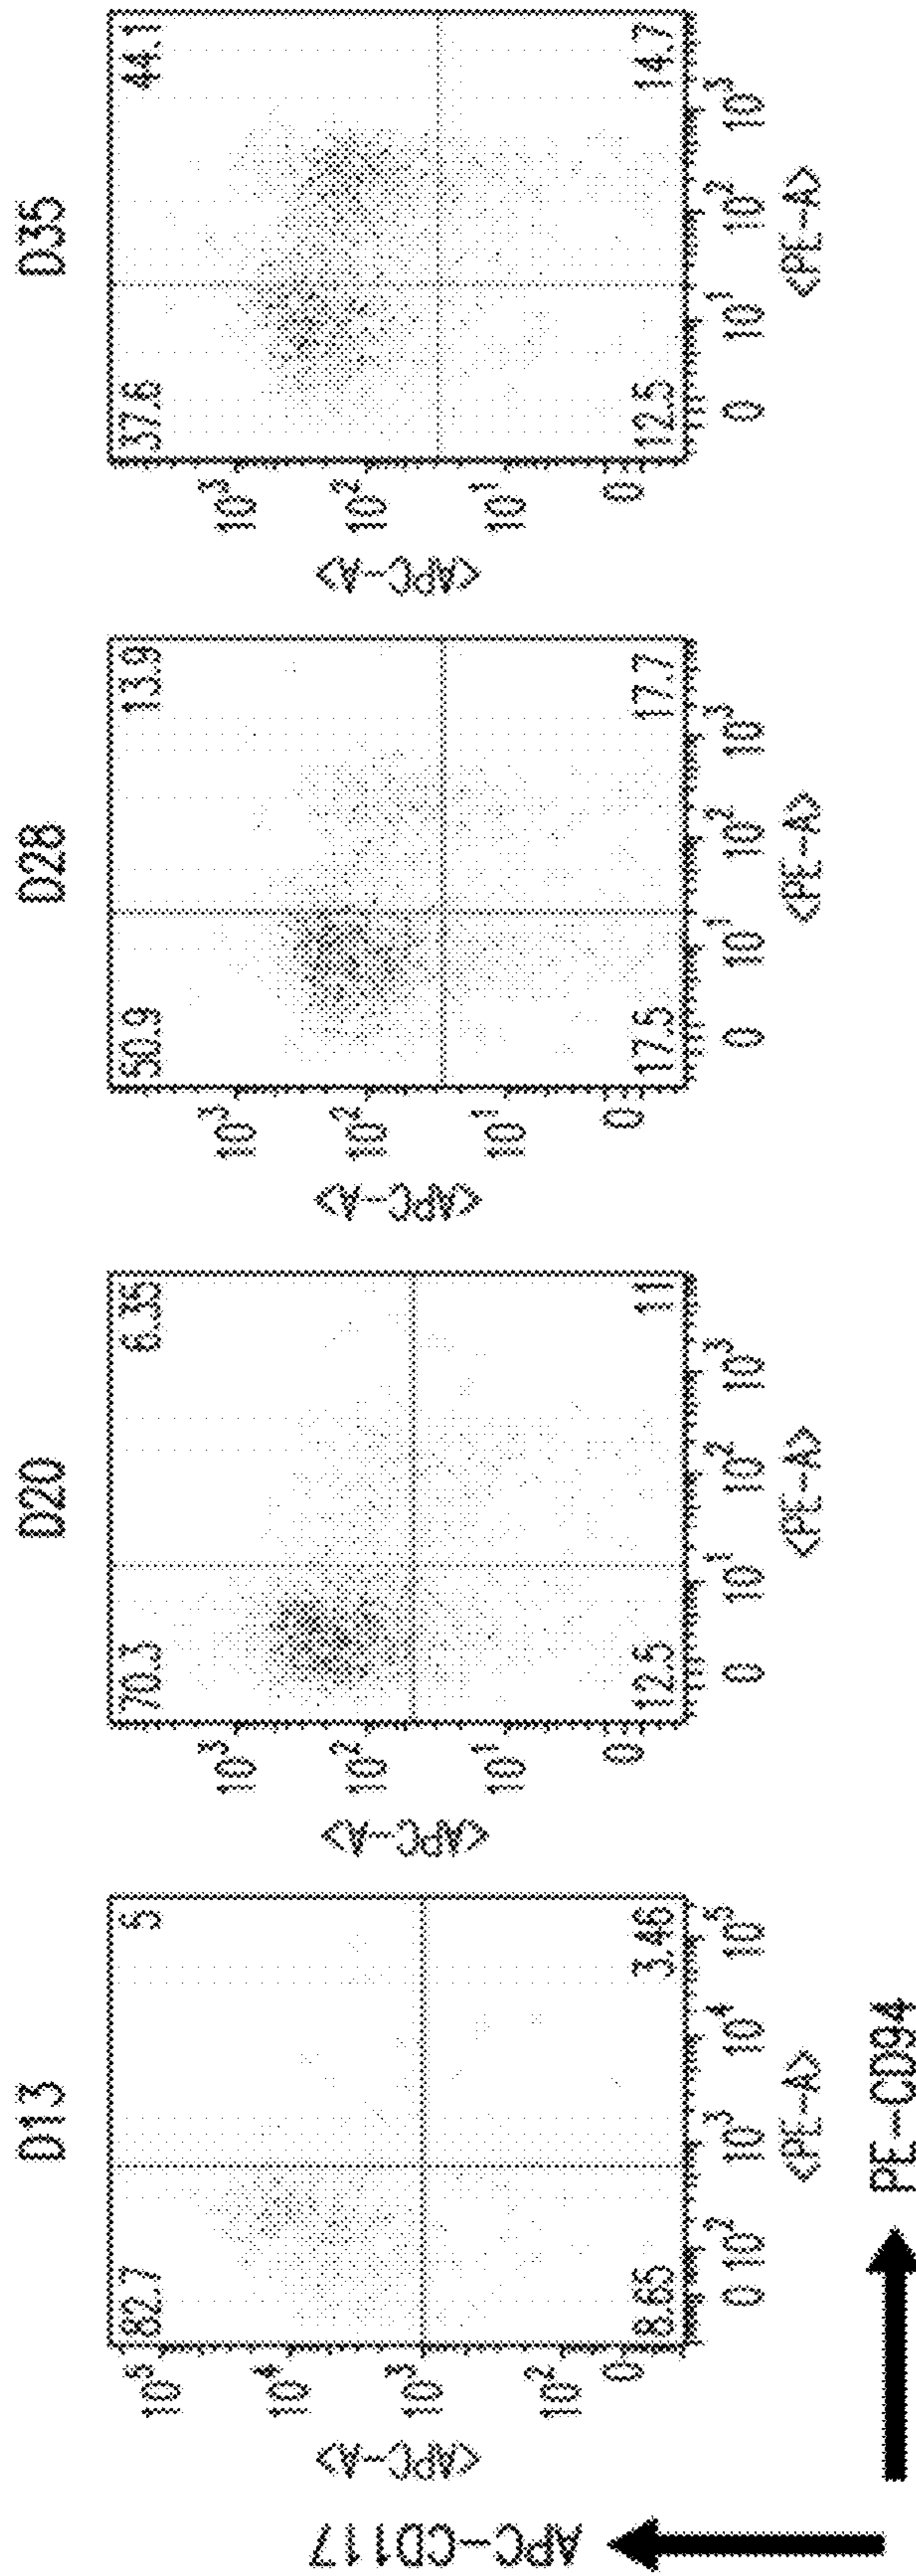 APC-CD117
D13
82.7
5
8.65
3.46
10^5
10^4
10^3
10^2
0
<APC-A>
0 10^2 10^3 10^4 10^5
<PE-A>
D20
70.3
6.35
12.5
11
10^3
10^2
10^1
0
<APC-A>
0 10^1 10^2 10^3
<PE-A>
D28
50.9
13.9
17.5
17.7
10^3
10^2
10^1
0
<APC-A>
0 10^1 10^2 10^3
<PE-A>
D35
37.6
44.1
12.5
14.7
10^3
10^2
10^1
0
<APC-A>
0 10^1 10^2 10^3
<PE-A>
PE-CD94